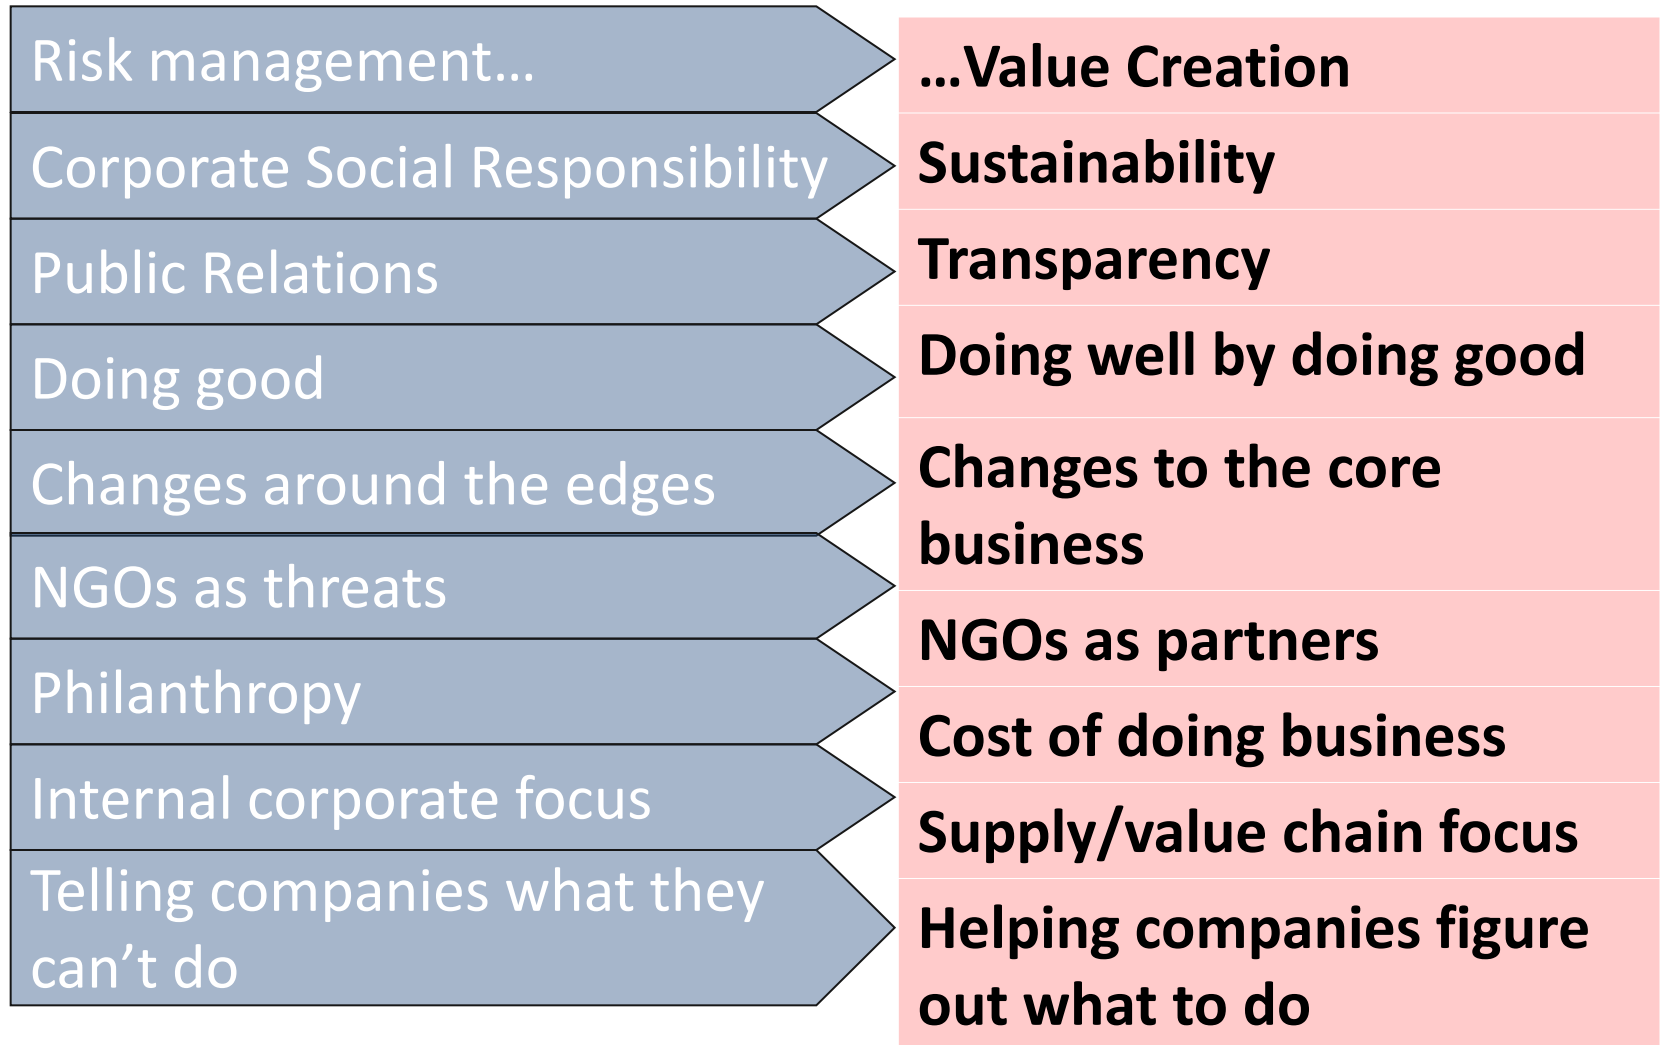 Risk management…
…Value Creation
Corporate Social Responsibility
Sustainability
Public Relations
Transparency
Doing good
Doing well by doing good
Changes around the edges
Changes to the core
business
NGOs as threats
NGOs as partners
Philanthropy
Cost of doing business
Internal corporate focus
Supply/value chain focus
Telling companies what they
can’t do
Helping companies figure
out what to do